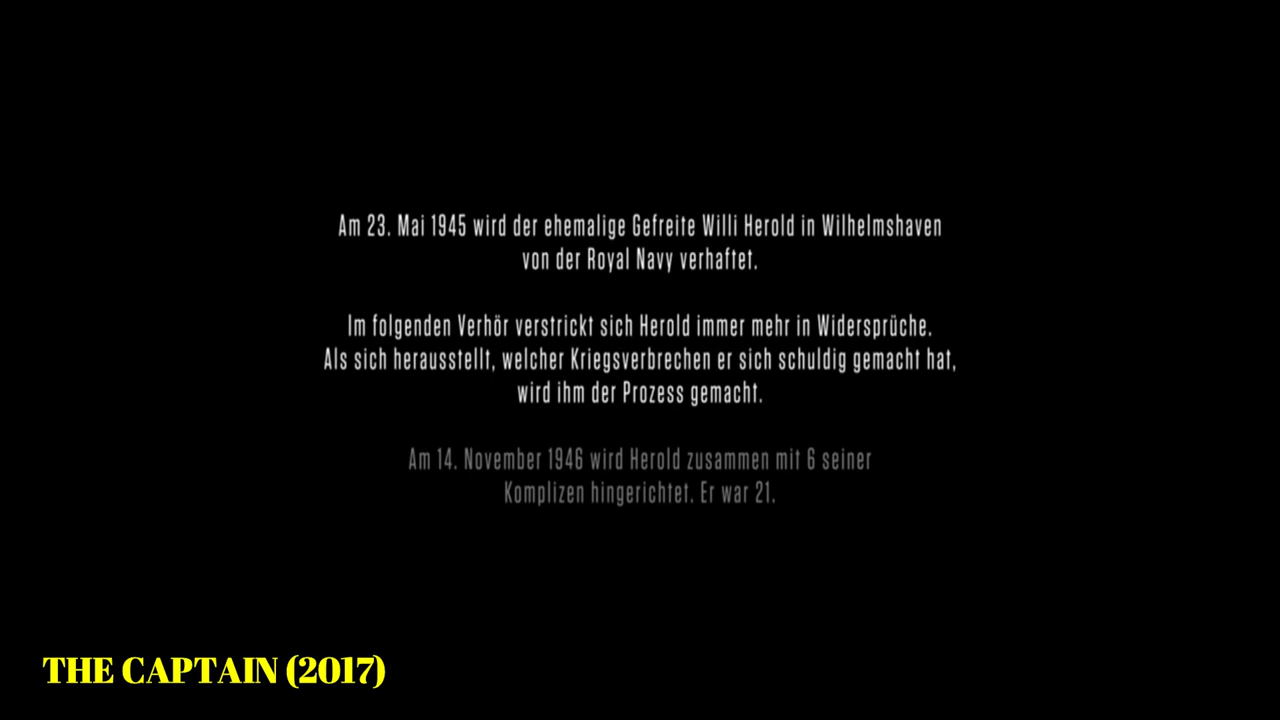 Am 23. Mai 1945 wird der ehemalige Gefreite Willi Herold in Wilhelmshaven
von der Royal Navy verhaftet.
Im folgenden Verhör verstrickt sich Herold immer mehr in Widersprüche.
Als sich herausstellt, welcher Kriegsverbrechen er sich schuldig gemacht hat,
wird ihm der Prozess gemacht.
Am 14. November 1946 wird Herold zusammen mit 6 seiner
Komplizen hingerichtet. Er war 21.
THE CAPTAIN (2017)